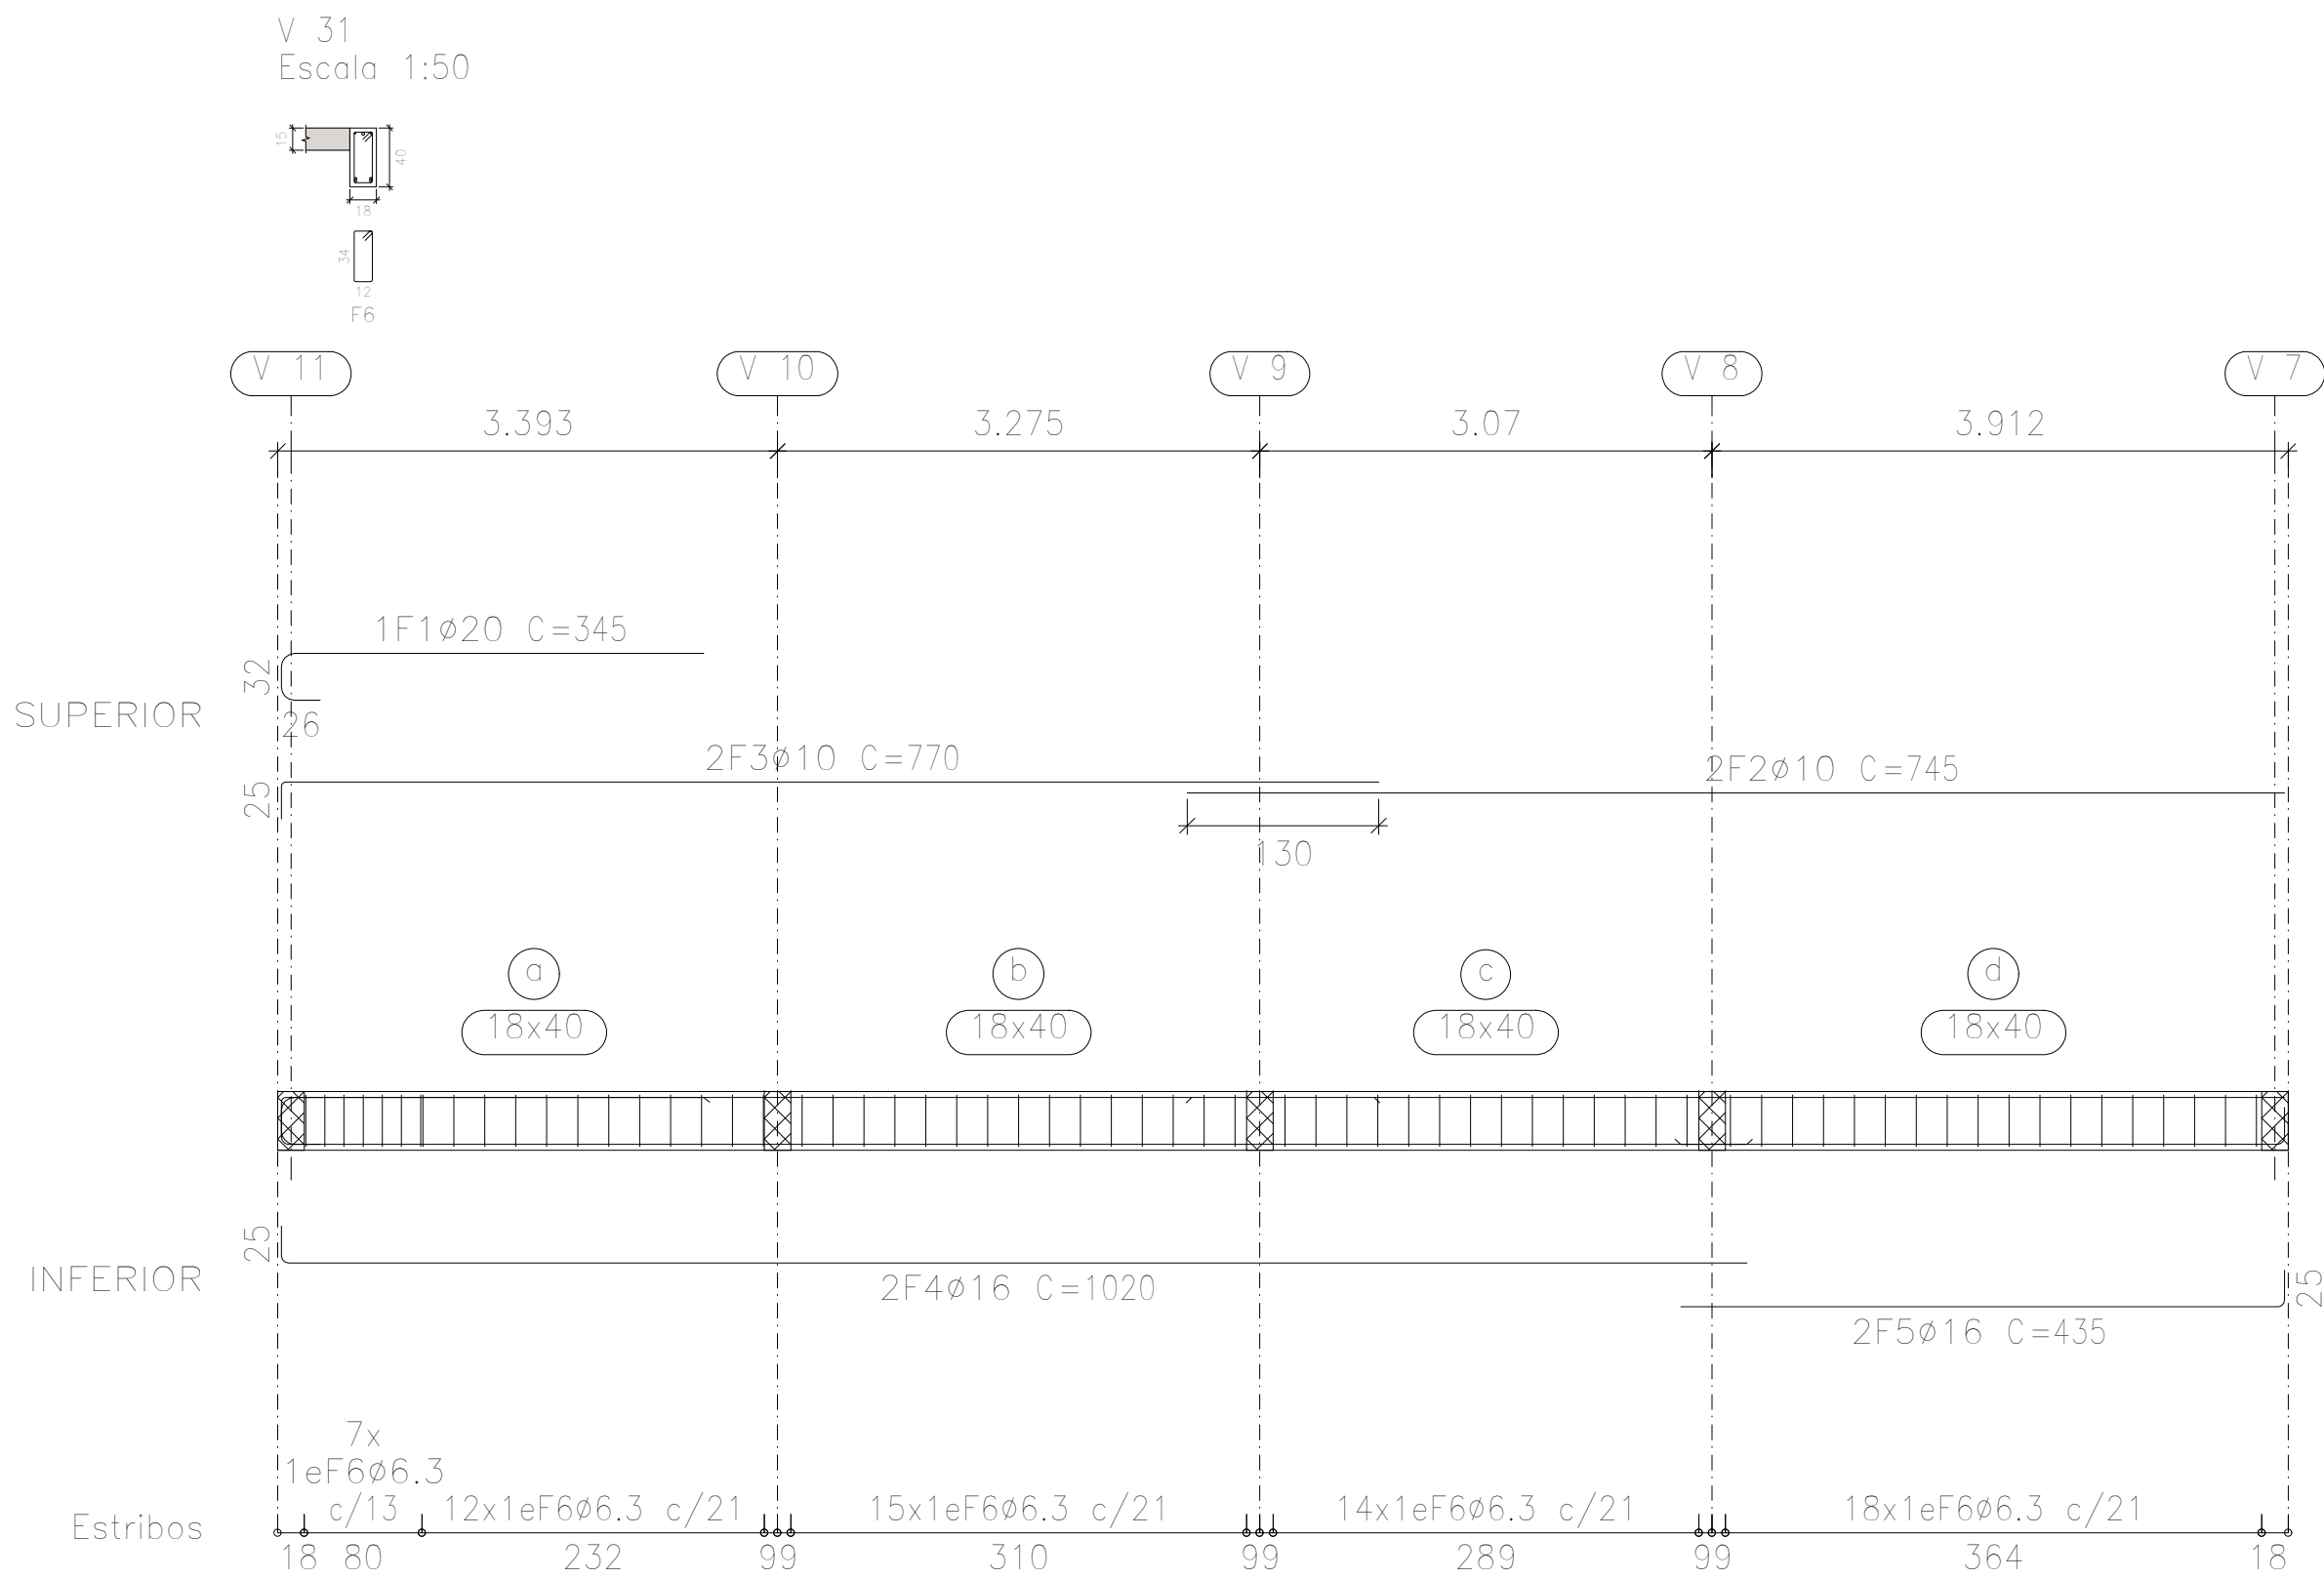 V 31
Escala 1:50
15
40
18
34
12
F6
V 11
V 10
V 9
V 8
V 7
3.393
3.275
3.07
3.912
1F1ø20 C=345
32
26
SUPERIOR
2F3ø10 C=770
2F2ø10 C=745
25
130
a
b
c
d
18x40
18x40
18x40
18x40
25
INFERIOR
2F4ø16 C=1020
25
2F5ø16 C=435
7x
1eF6ø6.3
c/13
12x1eF6ø6.3 c/21
15x1eF6ø6.3 c/21
14x1eF6ø6.3 c/21
18x1eF6ø6.3 c/21
Estribos
18 80 232 99 310 99 289 99 364 18